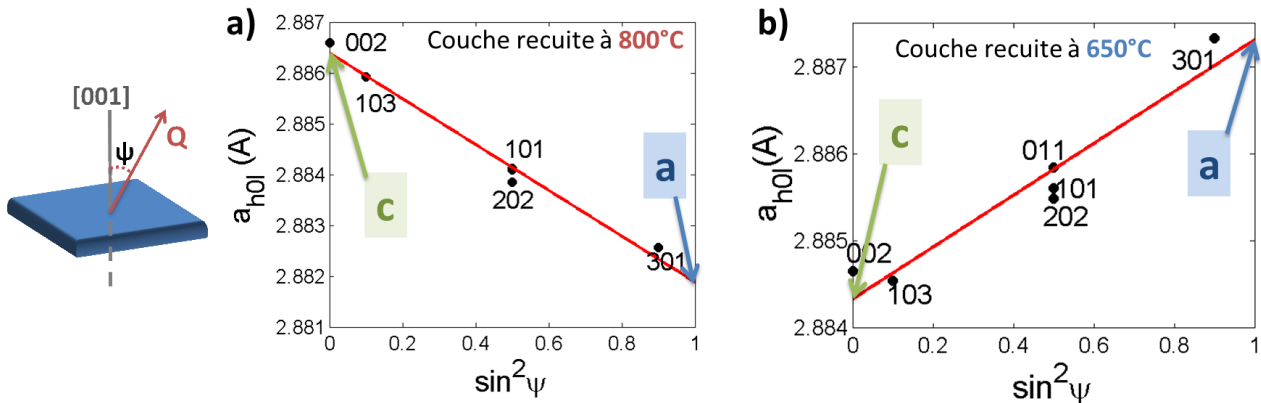 [001]
ψ
Q
a)
Couche recuite à 800°C
002
103
101
202
301
c
a
a_h0l (A)
2.887
2.886
2.885
2.884
2.883
2.882
2.881
0 0.2 0.4 0.6 0.8 1
sin²ψ
b)
Couche recuite à 650°C
301
c
a
011
101
202
002
103
a_h0l (A)
2.887
2.886
2.885
2.884
0 0.2 0.4 0.6 0.8 1
sin²ψ